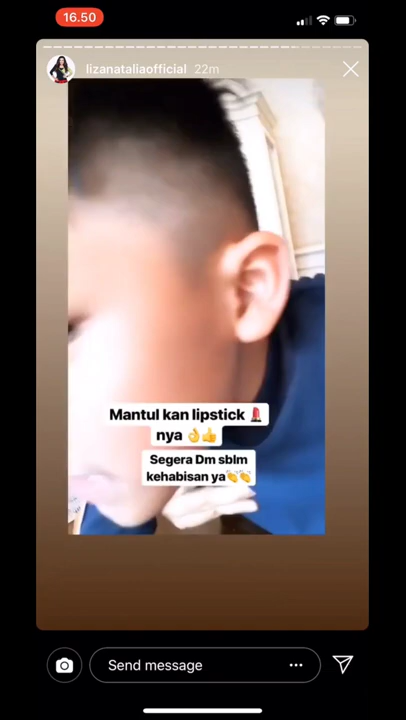 16.50
lizanataliaofficial 22m
Mantul kan lipstick 💄
nya 👌👍
Segera Dm sblm
kehabisan ya👏👏
Send message